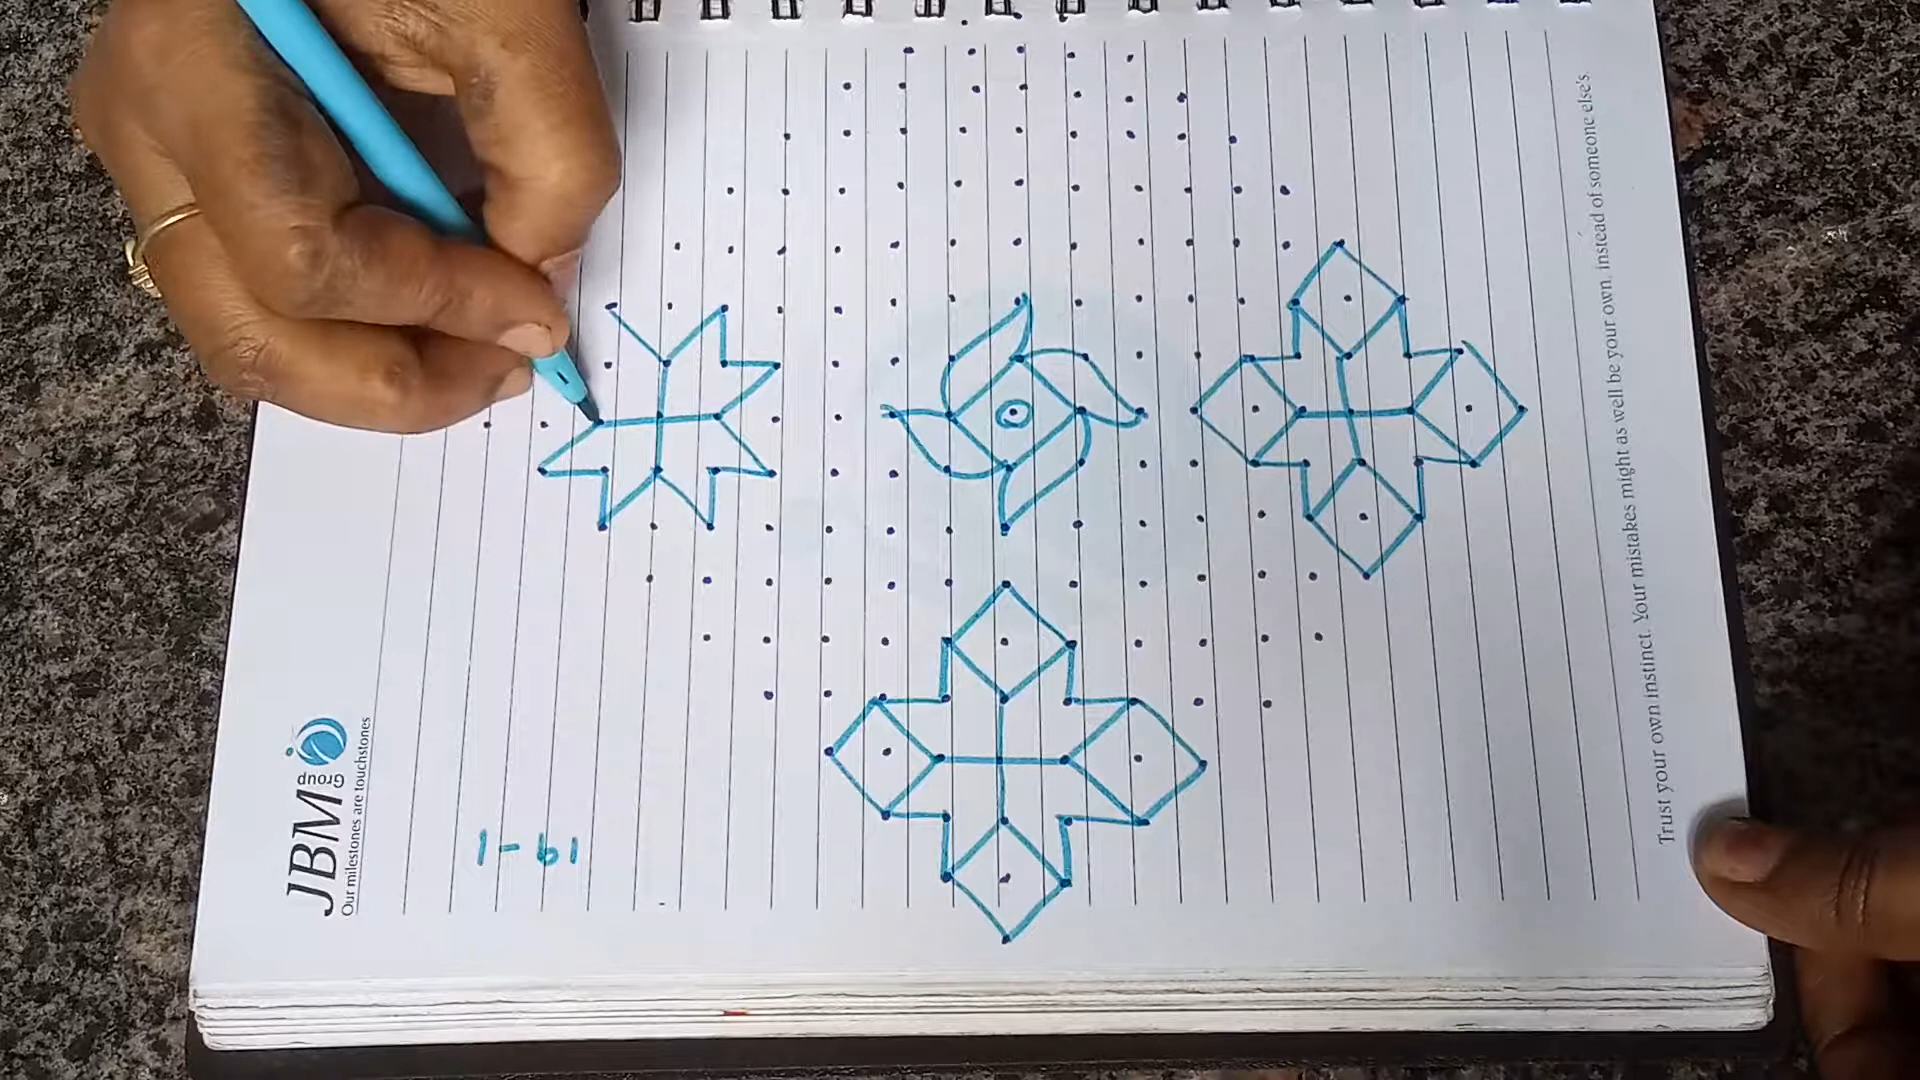 JBM Group
Our milestones are touchstones
19-1
Trust your own instinct. Your mistakes might as well be your own, instead of someone else's.